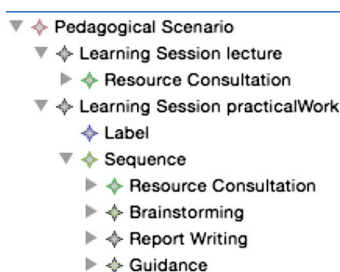 Pedagogical Scenario
Learning Session lecture
Resource Consultation
Learning Session practicalWork
Label
Sequence
Resource Consultation
Brainstorming
Report Writing
Guidance